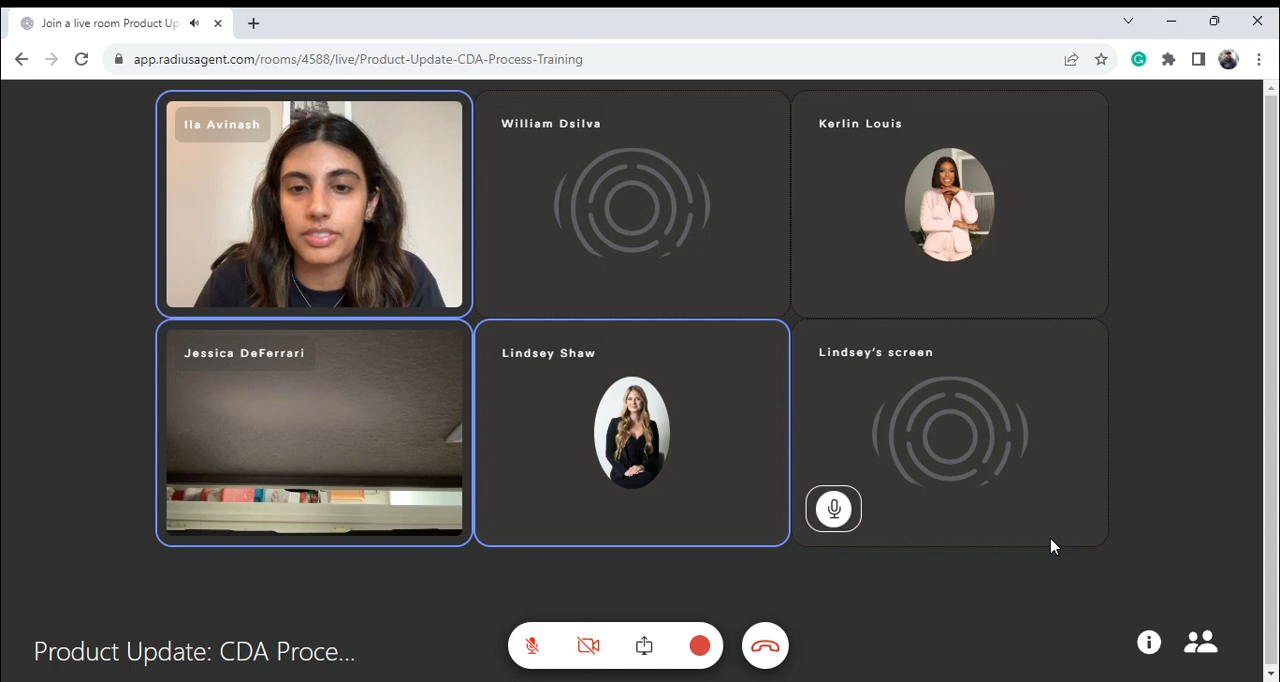 Join a live room Product Up
app.radiusagent.com/rooms/4588/live/Product-Update-CDA-Process-Training
Ila Avinash
William Dsilva
Kerlin Louis
Jessica DeFerrari
Lindsey Shaw
Lindsey's screen
Product Update: CDA Proce...